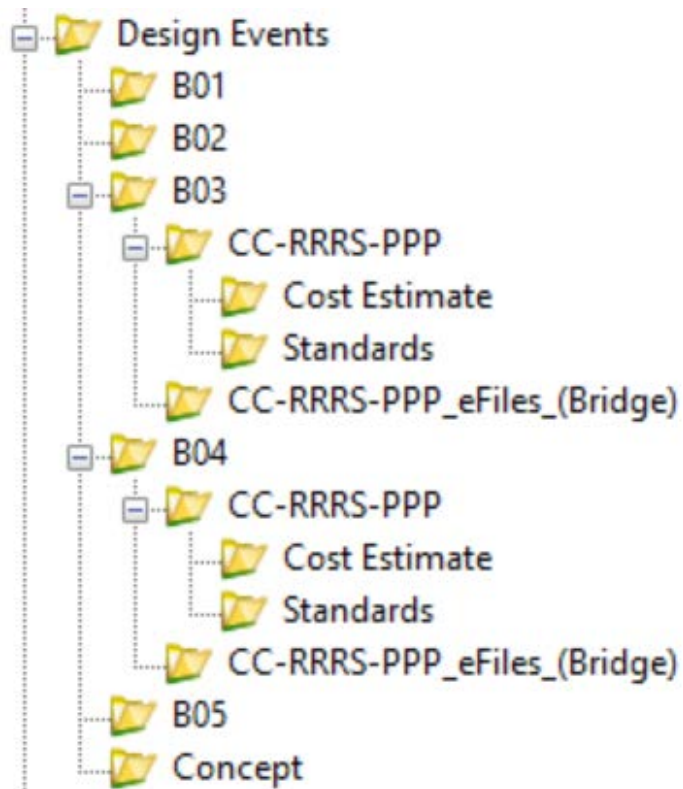 Design Events
B01
B02
B03
CC-RRRS-PPP
Cost Estimate
Standards
CC-RRRS-PPP_eFiles_(Bridge)
B04
CC-RRRS-PPP
Cost Estimate
Standards
CC-RRRS-PPP_eFiles_(Bridge)
B05
Concept